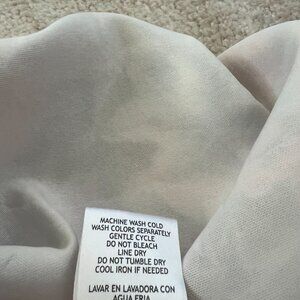 MACHINE WASH COLD
WASH COLORS SEPARATELY
GENTLE CYCLE
DO NOT BLEACH
LINE DRY
DO NOT TUMBLE DRY
COOL IRON IF NEEDED
LAVAR EN LAVADORA CON
AGUA FRIA